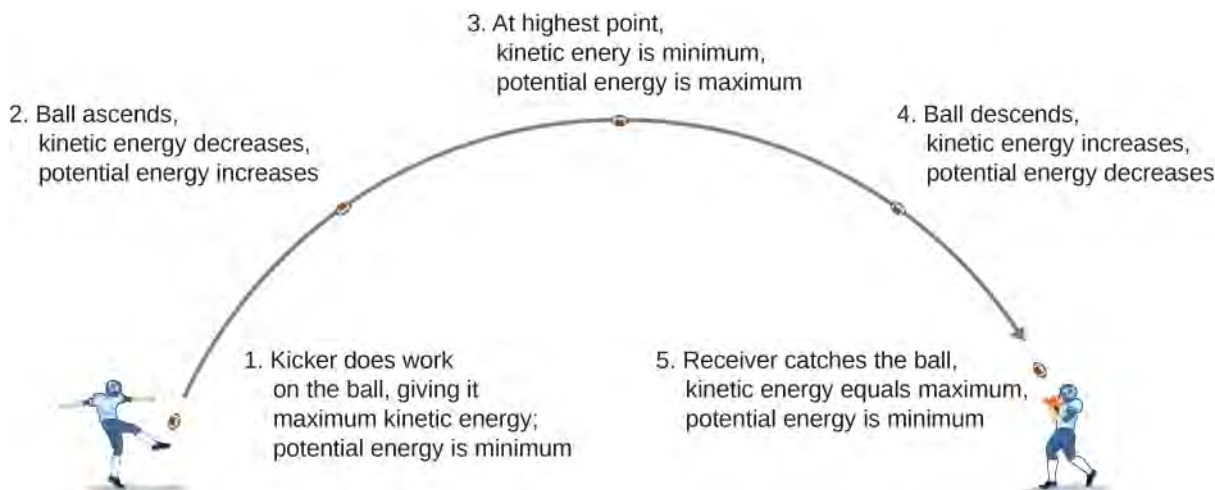 1. Kicker does work
on the ball, giving it
maximum kinetic energy;
potential energy is minimum
2. Ball ascends,
kinetic energy decreases,
potential energy increases
3. At highest point,
kinetic enery is minimum,
potential energy is maximum
4. Ball descends,
kinetic energy increases,
potential energy decreases
5. Receiver catches the ball,
kinetic energy equals maximum,
potential energy is minimum